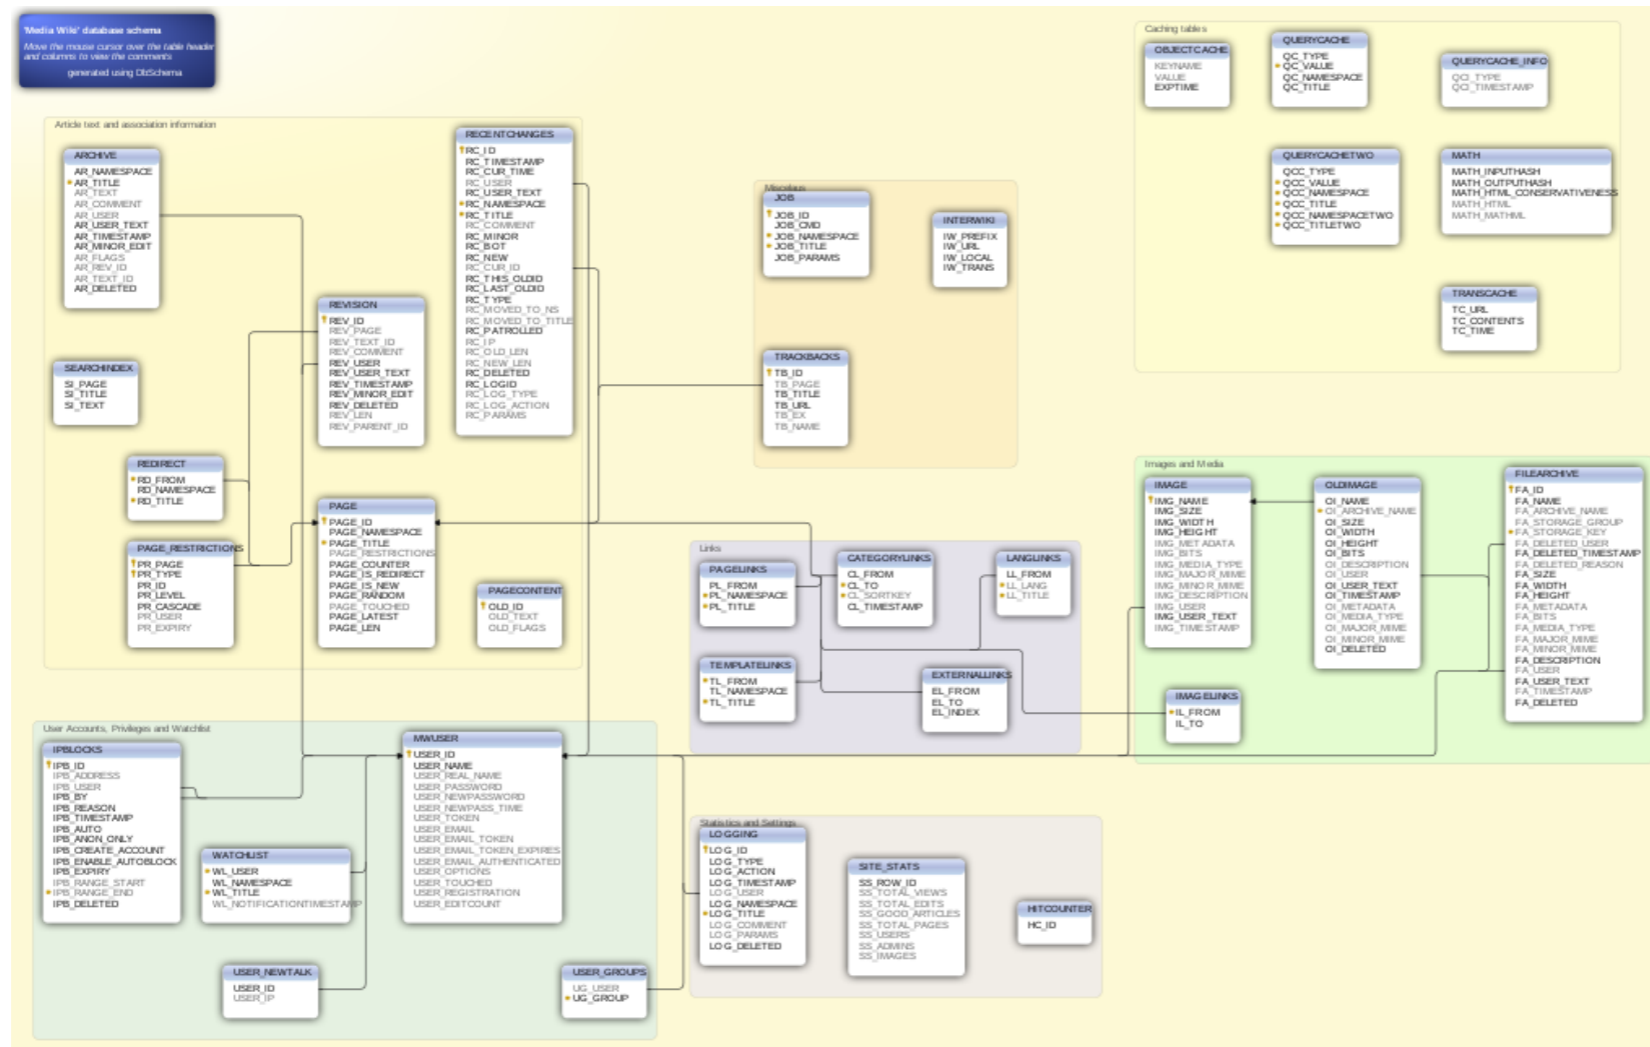 'Media Wiki' database schema
Move the mouse cursor over the table header
and columns to view the comments
generated using DbSchema
Article text and association information
ARCHIVE
AR_NAMESPACE
AR_TITLE
AR_TEXT
AR_COMMENT
AR_USER
AR_USER_TEXT
AR_TIMESTAMP
AR_MINOR_EDIT
AR_FLAGS
AR_REV_ID
AR_TEXT_ID
AR_DELETED
SEARCHINDEX
SI_PAGE
SI_TITLE
SI_TEXT
REDIRECT
RD_FROM
RD_NAMESPACE
RD_TITLE
PAGE_RESTRICTIONS
PR_PAGE
PR_TYPE
PR_ID
PR_LEVEL
PR_CASCADE
PR_USER
PR_EXPIRY
REVISION
REV_ID
REV_PAGE
REV_TEXT_ID
REV_COMMENT
REV_USER
REV_USER_TEXT
REV_TIMESTAMP
REV_MINOR_EDIT
REV_DELETED
REV_LEN
REV_PARENT_ID
PAGE
PAGE_ID
PAGE_NAMESPACE
PAGE_TITLE
PAGE_RESTRICTIONS
PAGE_COUNTER
PAGE_IS_REDIRECT
PAGE_IS_NEW
PAGE_RANDOM
PAGE_TOUCHED
PAGE_LATEST
PAGE_LEN
RECENTCHANGES
RC_ID
RC_TIMESTAMP
RC_CUR_TIME
RC_USER
RC_USER_TEXT
RC_NAMESPACE
RC_TITLE
RC_COMMENT
RC_MINOR
RC_BOT
RC_NEW
RC_CUR_ID
RC_THIS_OLDID
RC_LAST_OLDID
RC_TYPE
RC_MOVED_TO_NS
RC_MOVED_TO_TITLE
RC_PATROLLED
RC_IP
RC_OLD_LEN
RC_NEW_LEN
RC_DELETED
RC_LOGID
RC_LOG_TYPE
RC_LOG_ACTION
RC_PARAMS
PAGECONTENT
OLD_ID
OLD_TEXT
OLD_FLAGS
JOB
JOB_ID
JOB_CMD
JOB_NAMESPACE
JOB_TITLE
JOB_PARAMS
INTERWIKI
IW_PREFIX
IW_URL
IW_LOCAL
IW_TRANS
TRACKBACKS
TB_ID
TB_PAGE
TB_TITLE
TB_URL
TB_EX
TB_NAME
Caching tables
OBJECTCACHE
KEYNAME
VALUE
EXPTIME
QUERYCACHE
QC_TYPE
QC_VALUE
QC_NAMESPACE
QC_TITLE
QUERYCACHE_INFO
QCI_TYPE
QCI_TIMESTAMP
QUERYCACHETWO
QCC_TYPE
QCC_VALUE
QCC_NAMESPACE
QCC_TITLE
QCC_NAMESPACETWO
QCC_TITLETWO
MATH
MATH_INPUTHASH
MATH_OUTPUTHASH
MATH_HTML_CONSERVATIVENESS
MATH_HTML
MATH_MATHML
TRANSCACHE
TC_URL
TC_CONTENTS
TC_TIME
Links
PAGELINKS
PL_FROM
PL_NAMESPACE
PL_TITLE
CATEGORYLINKS
CL_FROM
CL_TO
CL_SORTKEY
CL_TIMESTAMP
LANGLINKS
LL_FROM
LL_LANG
LL_TITLE
TEMPLATELINKS
TL_FROM
TL_NAMESPACE
TL_TITLE
EXTERNALLINKS
EL_FROM
EL_TO
EL_INDEX
Images and Media
IMAGE
IMG_NAME
IMG_SIZE
IMG_WIDTH
IMG_HEIGHT
IMG_METADATA
IMG_BITS
IMG_MEDIA_TYPE
IMG_MAJOR_MIME
IMG_MINOR_MIME
IMG_DESCRIPTION
IMG_USER
IMG_USER_TEXT
IMG_TIMESTAMP
OLDIMAGE
OI_NAME
OI_ARCHIVE_NAME
OI_SIZE
OI_WIDTH
OI_HEIGHT
OI_BITS
OI_DESCRIPTION
OI_USER
OI_USER_TEXT
OI_TIMESTAMP
OI_METADATA
OI_MEDIA_TYPE
OI_MAJOR_MIME
OI_MINOR_MIME
OI_DELETED
FILEARCHIVE
FA_ID
FA_NAME
FA_ARCHIVE_NAME
FA_STORAGE_GROUP
FA_STORAGE_KEY
FA_DELETED_USER
FA_DELETED_TIMESTAMP
FA_DELETED_REASON
FA_SIZE
FA_WIDTH
FA_HEIGHT
FA_METADATA
FA_BITS
FA_MEDIA_TYPE
FA_MAJOR_MIME
FA_MINOR_MIME
FA_DESCRIPTION
FA_USER
FA_USER_TEXT
FA_TIMESTAMP
FA_DELETED
IMAGELINKS
IL_FROM
IL_TO
User Accounts, Privileges and Watchlist
IPBLOCKS
IPB_ID
IPB_ADDRESS
IPB_USER
IPB_BY
IPB_REASON
IPB_TIMESTAMP
IPB_AUTO
IPB_ANON_ONLY
IPB_CREATE_ACCOUNT
IPB_ENABLE_AUTOBLOCK
IPB_EXPIRY
IPB_RANGE_START
IPB_RANGE_END
IPB_DELETED
WATCHLIST
WL_USER
WL_NAMESPACE
WL_TITLE
WL_NOTIFICATIONTIMESTAMP
MWUSER
USER_ID
USER_NAME
USER_REAL_NAME
USER_PASSWORD
USER_NEWPASSWORD
USER_NEWPASS_TIME
USER_TOKEN
USER_EMAIL
USER_EMAIL_TOKEN
USER_EMAIL_TOKEN_EXPIRES
USER_EMAIL_AUTHENTICATED
USER_OPTIONS
USER_TOUCHED
USER_REGISTRATION
USER_EDITCOUNT
USER_NEWTALK
USER_ID
USER_IP
USER_GROUPS
UG_USER
UG_GROUP
Statistics and Settings
LOGGING
LOG_ID
LOG_TYPE
LOG_ACTION
LOG_TIMESTAMP
LOG_USER
LOG_NAMESPACE
LOG_TITLE
LOG_COMMENT
LOG_PARAMS
LOG_DELETED
SITE_STATS
SS_ROW_ID
SS_TOTAL_VIEWS
SS_TOTAL_EDITS
SS_GOOD_ARTICLES
SS_TOTAL_PAGES
SS_USERS
SS_ADMINS
SS_IMAGES
HITCOUNTER
HC_ID